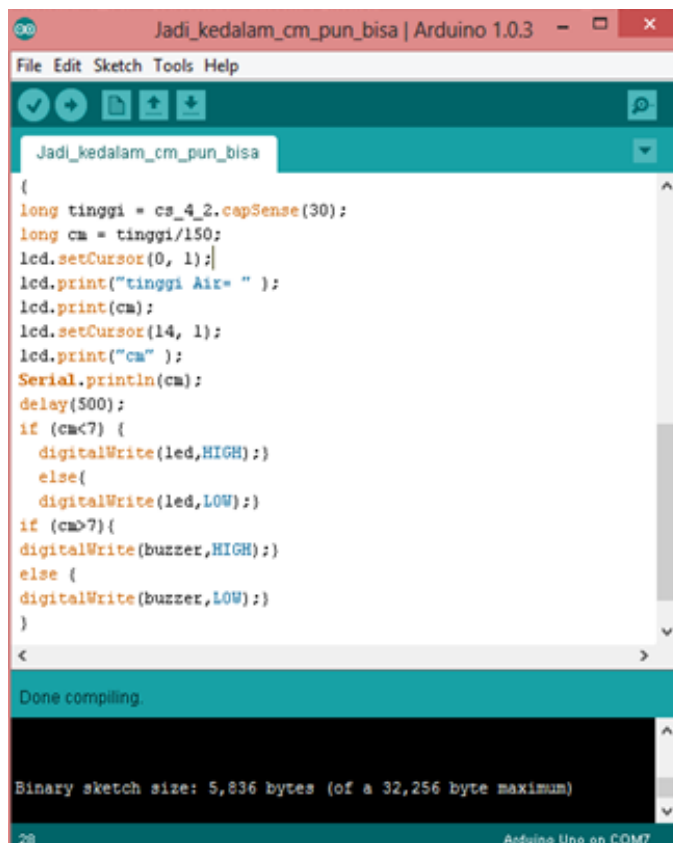 Jadi_kedalam_cm_pun_bisa | Arduino 1.0.3
File Edit Sketch Tools Help
Jadi_kedalam_cm_pun_bisa
{
long tinggi = cs_4_2.capSense(30);
long cm = tinggi/150;
lcd.setCursor(0, 1);
lcd.print("tinggi Air= " );
lcd.print(cm);
lcd.setCursor(14, 1);
lcd.print("cm" );
Serial.println(cm);
delay(500);
if (cm<7) {
digitalWrite(led,HIGH);}
else{
digitalWrite(led,LOW);}
if (cm>7){
digitalWrite(buzzer,HIGH);}
else {
digitalWrite(buzzer,LOW);}
}
Done compiling.
Binary sketch size: 5,836 bytes (of a 32,256 byte maximum)
28 Arduino Uno on COM7